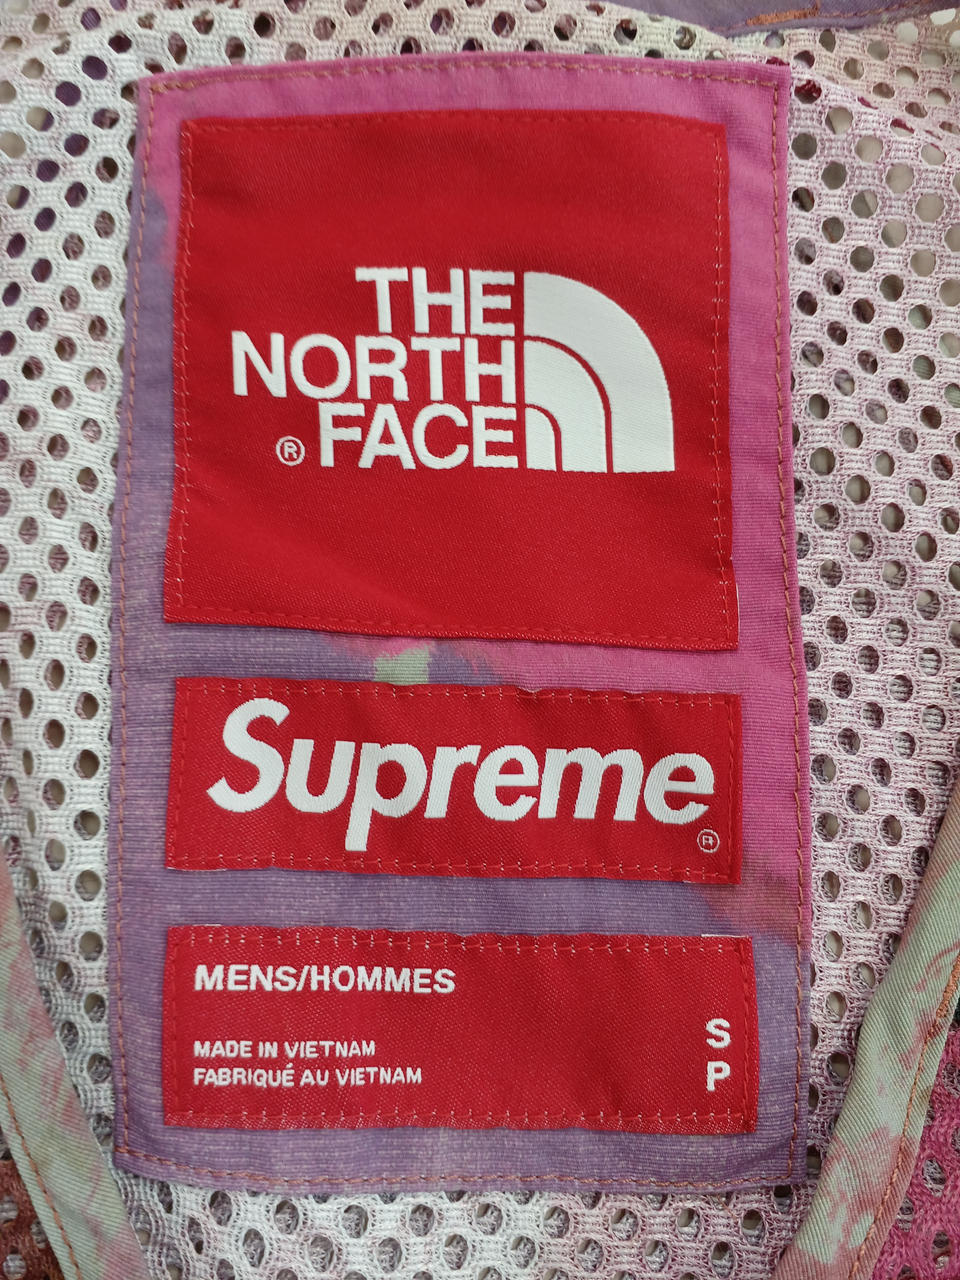 THE
NORTH
® FACE
Supreme
®
MENS/HOMMES
MADE IN VIETNAM
FABRIQUÉ AU VIETNAM
S
P